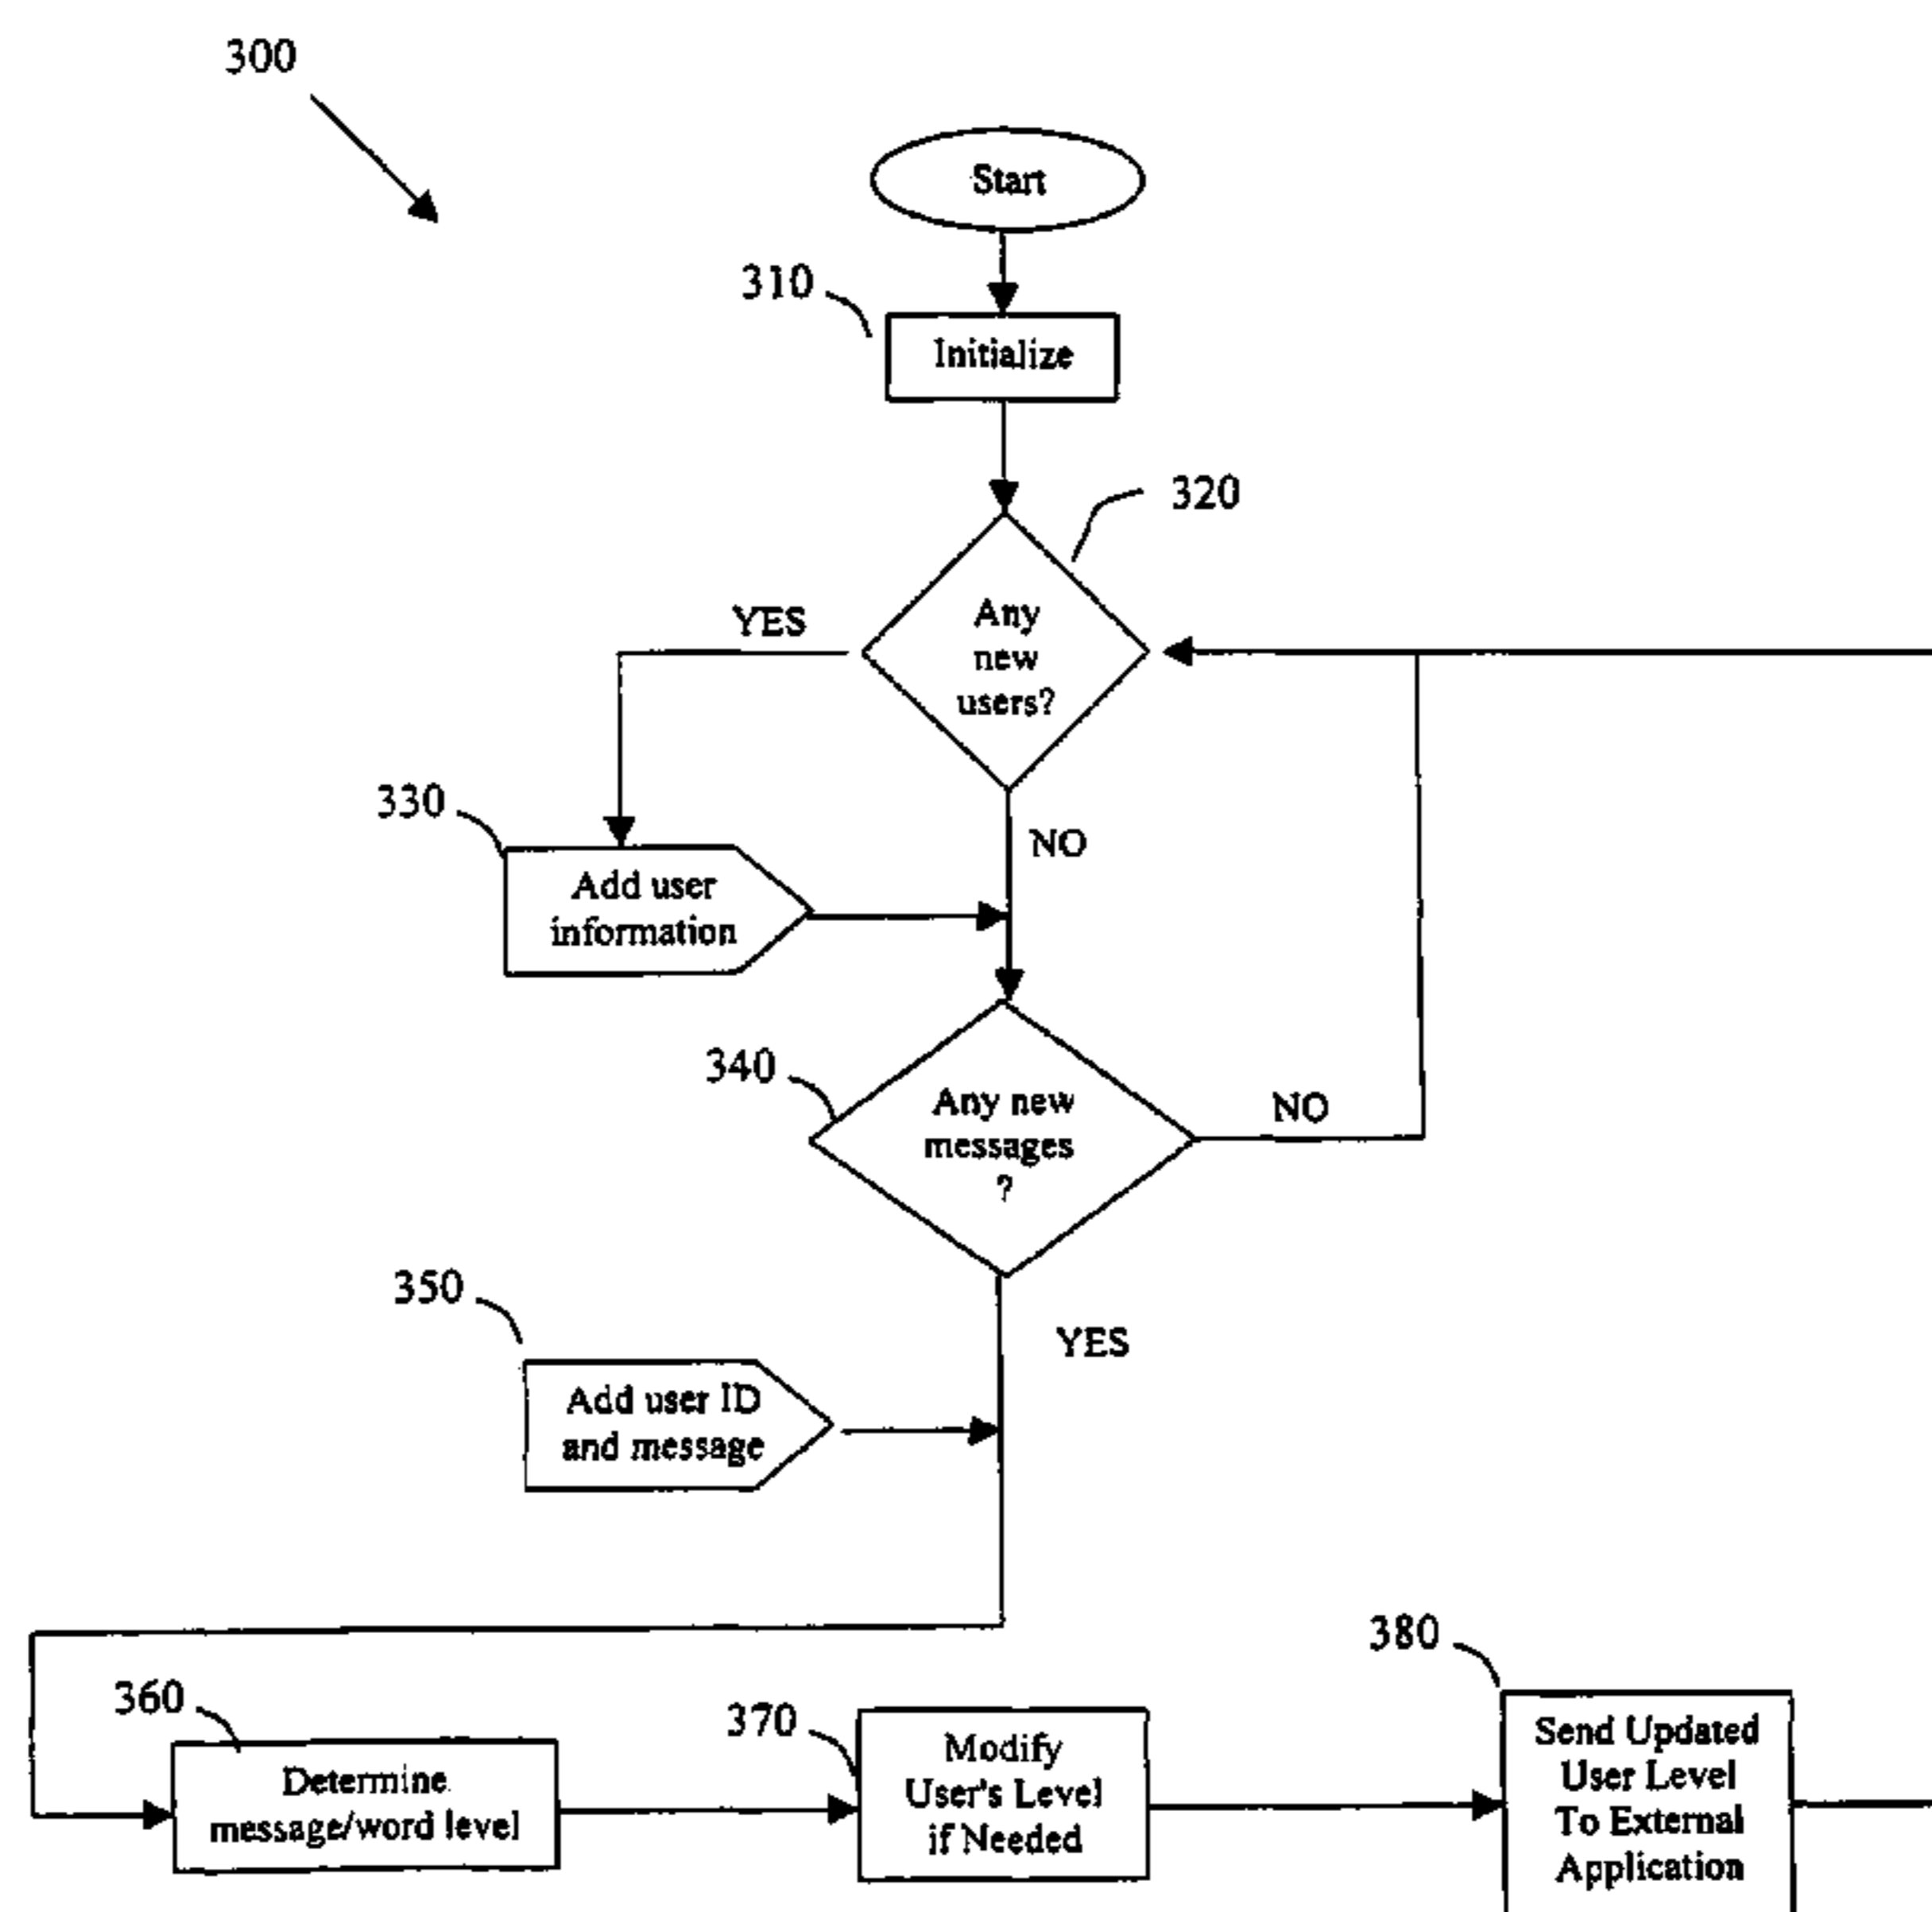 300
Start
310
Initialize
320
Any
new
users?
YES
NO
330
Add user
information
340
Any new
messages
?
NO
350
YES
Add user ID
and message
360
Determine
message/word level
370
Modify
User's Level
if Needed
380
Send Updated
User Level
To External
Application